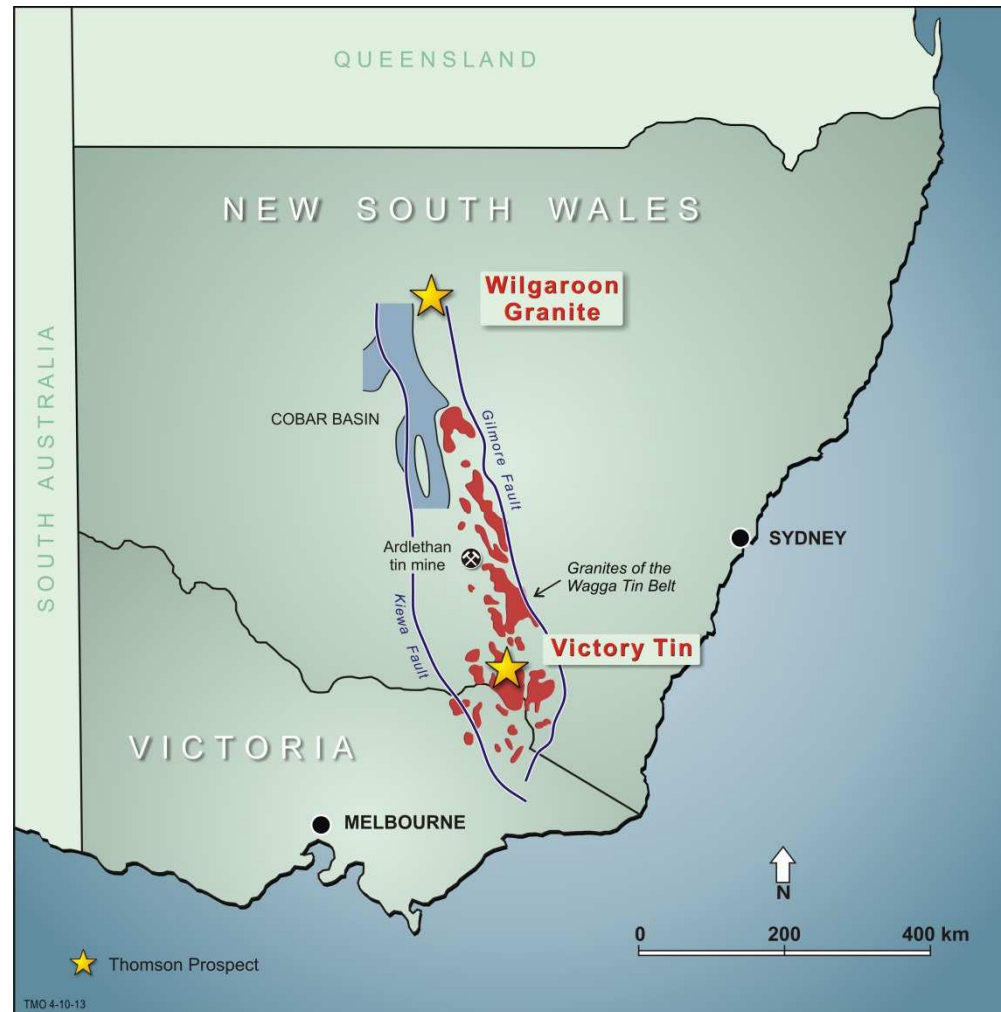 QUEENSLAND
NEW SOUTH WALES
Wilgaroon
Granite
SOUTH AUSTRALIA
COBAR BASIN
Gilmore Fault
Ardlethan
tin mine
SYDNEY
Granites of the
Wagga Tin Belt
Kiewa Fault
Victory Tin
VICTORIA
MELBOURNE
N
0 200 400 km
Thomson Prospect
TMO 4-10-13